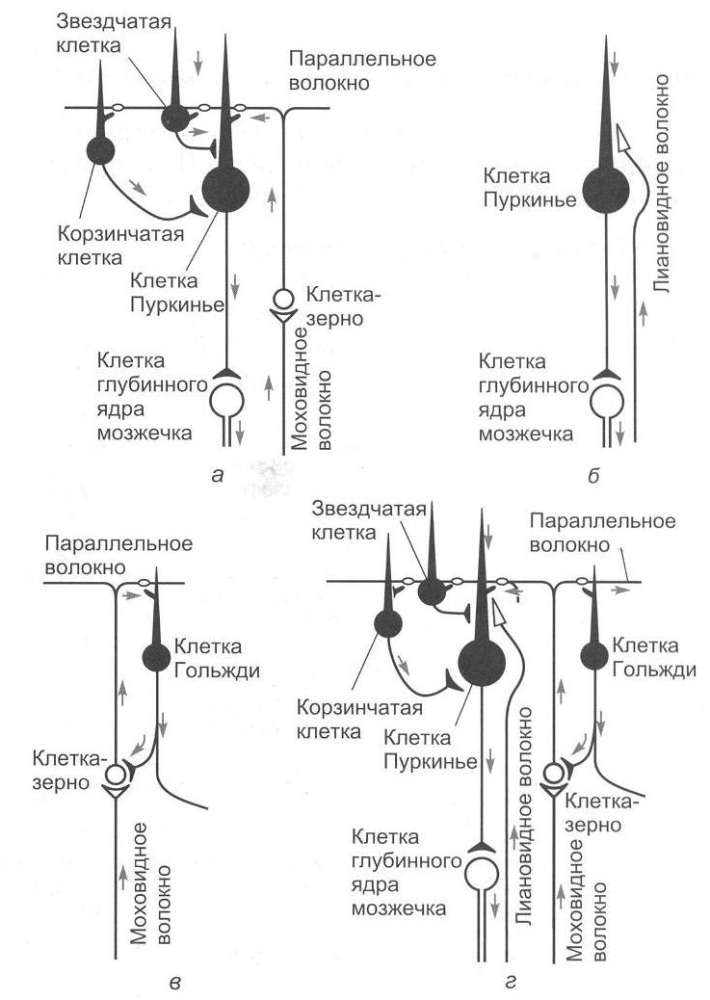 Звездчатая
клетка
Параллельное
волокно
Корзинчатая
клетка
Клетка
Пуркинье
Клетка-
зерно
Клетка
глубинного
ядра
мозжечка
Моховидное
волокно
а
Клетка
Пуркинье
Лиановидное волокно
Клетка
глубинного
ядра
мозжечка
б
Параллельное
волокно
Клетка
Гольжди
Клетка-
зерно
Моховидное
волокно
в
Звездчатая
клетка
Параллельное
волокно
Клетка
Гольжди
Корзинчатая
клетка
Клетка
Пуркинье
Клетка-
зерно
Клетка
глубинного
ядра
мозжечка
Лиановидное волокно
Моховидное
волокно
г